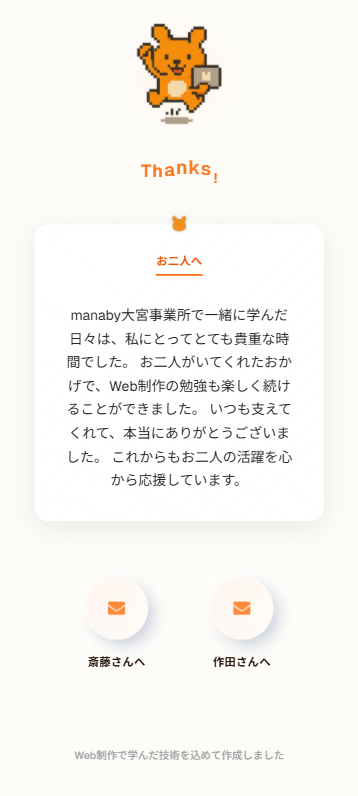 Thanks!
お二人へ
manaby大宮事業所で一緒に学んだ
日々は、私にとってとても貴重な時
間でした。 お二人がいてくれたおか
げで、Web制作の勉強も楽しく続け
ることができました。 いつも支えて
くれて、本当にありがとうございま
した。 これからもお二人の活躍を心
から応援しています。
斎藤さんへ
作田さんへ
Web制作で学んだ技術を込めて作成しました